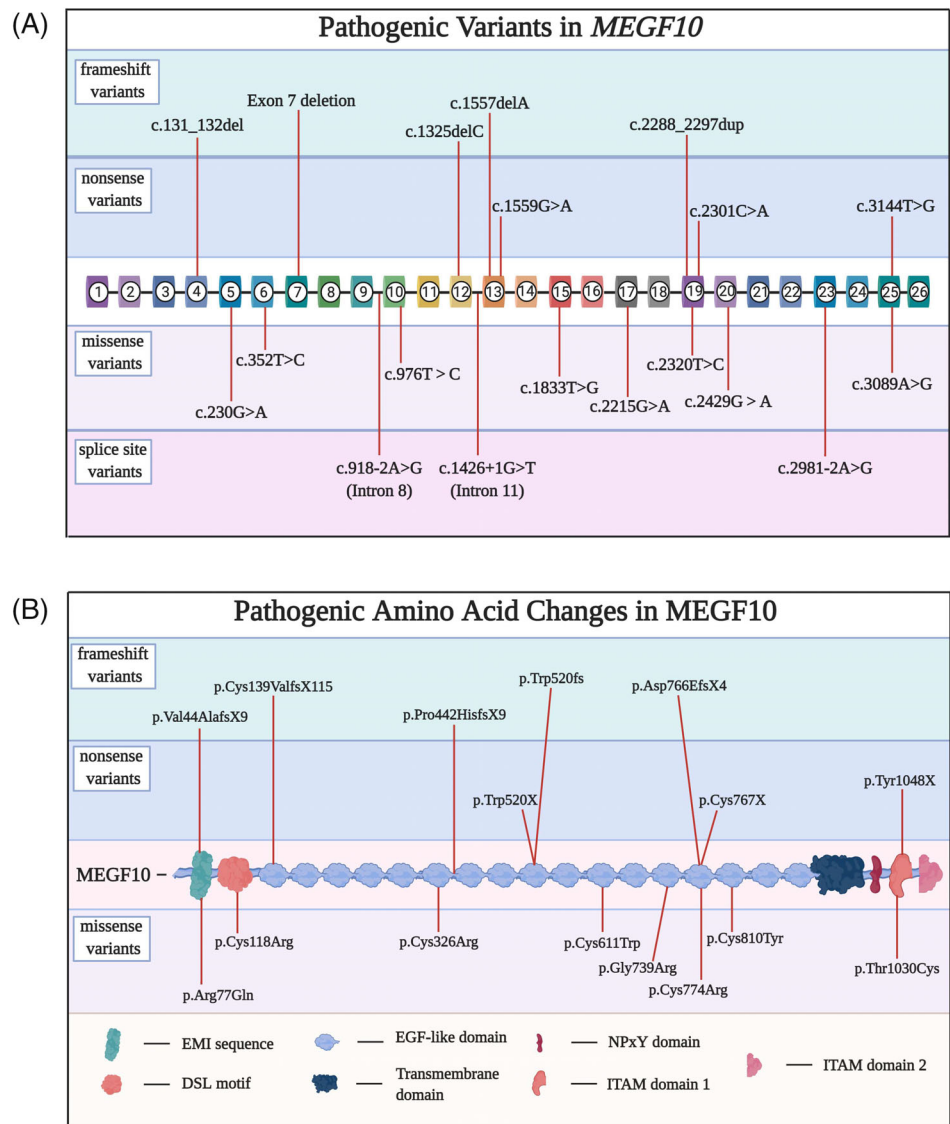 (A)
Pathogenic Variants in MEGF10
frameshift
variants
c.131_132del
Exon 7 deletion
c.1325delC
c.1557delA
c.2288_2297dup
nonsense
variants
c.1559G>A
c.2301C>A
c.3144T>G
1 2 3 4 5 6 7 8 9 10 11 12 13 14 15 16 17 18 19 20 21 22 23 24 25 26
missense
variants
c.230G>A
c.352T>C
c.976T > C
c.1833T>G
c.2215G>A
c.2320T>C
c.2429G > A
c.3089A>G
splice site
variants
c.918-2A>G
(Intron 8)
c.1426+1G>T
(Intron 11)
c.2981-2A>G
(B)
Pathogenic Amino Acid Changes in MEGF10
frameshift
variants
p.Val44AlafsX9
p.Cys139ValfsX115
p.Pro442HisfsX9
p.Trp520fs
p.Asp766EfsX4
nonsense
variants
p.Trp520X
p.Cys767X
p.Tyr1048X
MEGF10
missense
variants
p.Arg77Gln
p.Cys118Arg
p.Cys326Arg
p.Cys611Trp
p.Gly739Arg
p.Cys774Arg
p.Cys810Tyr
p.Thr1030Cys
EMI sequence
DSL motif
EGF-like domain
Transmembrane
domain
NPxY domain
ITAM domain 1
ITAM domain 2